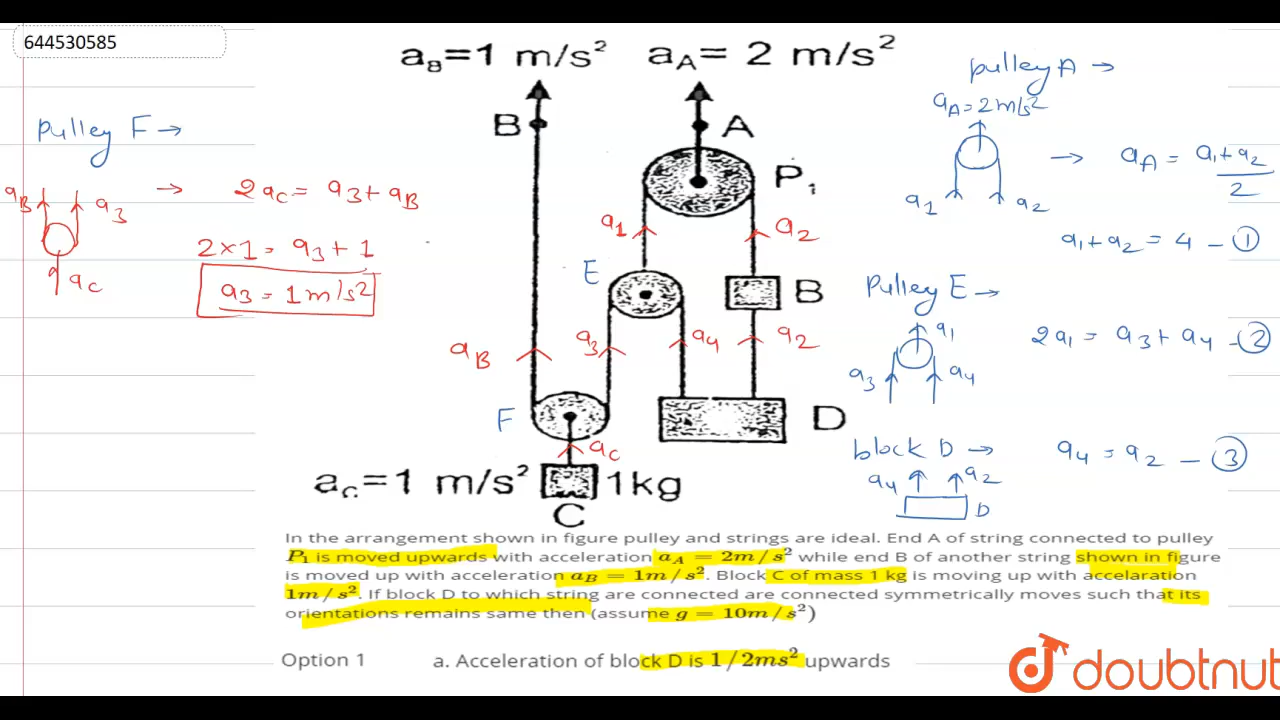 644530585
a_B=1 m/s² a_A= 2 m/s²
B
A
P₁
a₁
a₂
E
B
a_B
a₃
a₄
a₂
F
D
a_C
a_C=1 m/s² 1kg
C
Pulley F →
a_B
a₃
a_C
→ 2a_C = a₃ + a_B
2×1 = a₃ + 1
a₃ = 1 m/s²
pulley A →
a_A = 2 m/s²
a₁
a₂
→ a_A = (a₁+a₂)/2
a₁ + a₂ = 4 – ①
Pulley E →
a₁
a₃
a₄
2a₁ = a₃ + a₄ – ②
block D →
a₄
a₂
D
a₄ = a₂ – ③
In the arrangement shown in figure pulley and strings are ideal. End A of string connected to pulley
P₁ is moved upwards with acceleration a_A = 2m/s² while end B of another string shown in figure
is moved up with acceleration a_B = 1m/s². Block C of mass 1 kg is moving up with accelaration
1m/s². If block D to which string are connected are connected symmetrically moves such that its
orientations remains same then (assume g = 10m/s²)
Option 1 a. Acceleration of block D is 1/2ms² upwards
doubtnut